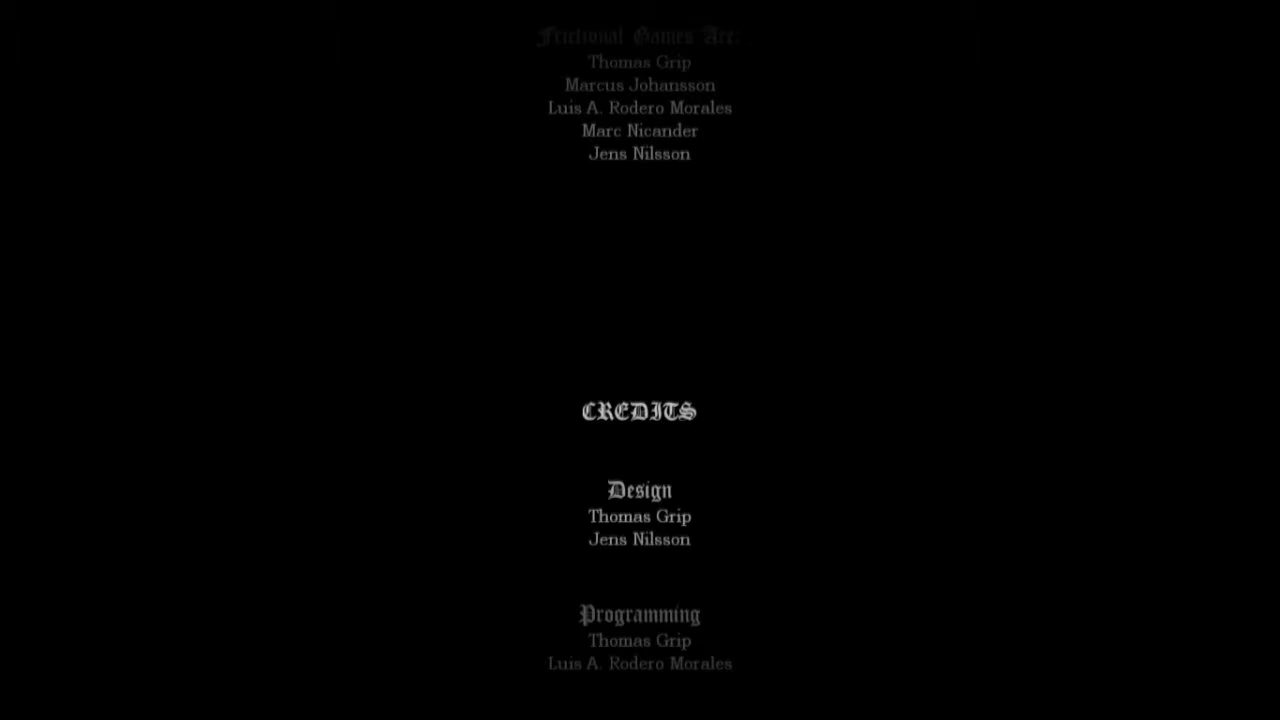 Frictional Games Are:
Thomas Grip
Marcus Johansson
Luis A. Rodero Morales
Marc Nicander
Jens Nilsson
CREDITS
Design
Thomas Grip
Jens Nilsson
Programming
Thomas Grip
Luis A. Rodero Morales